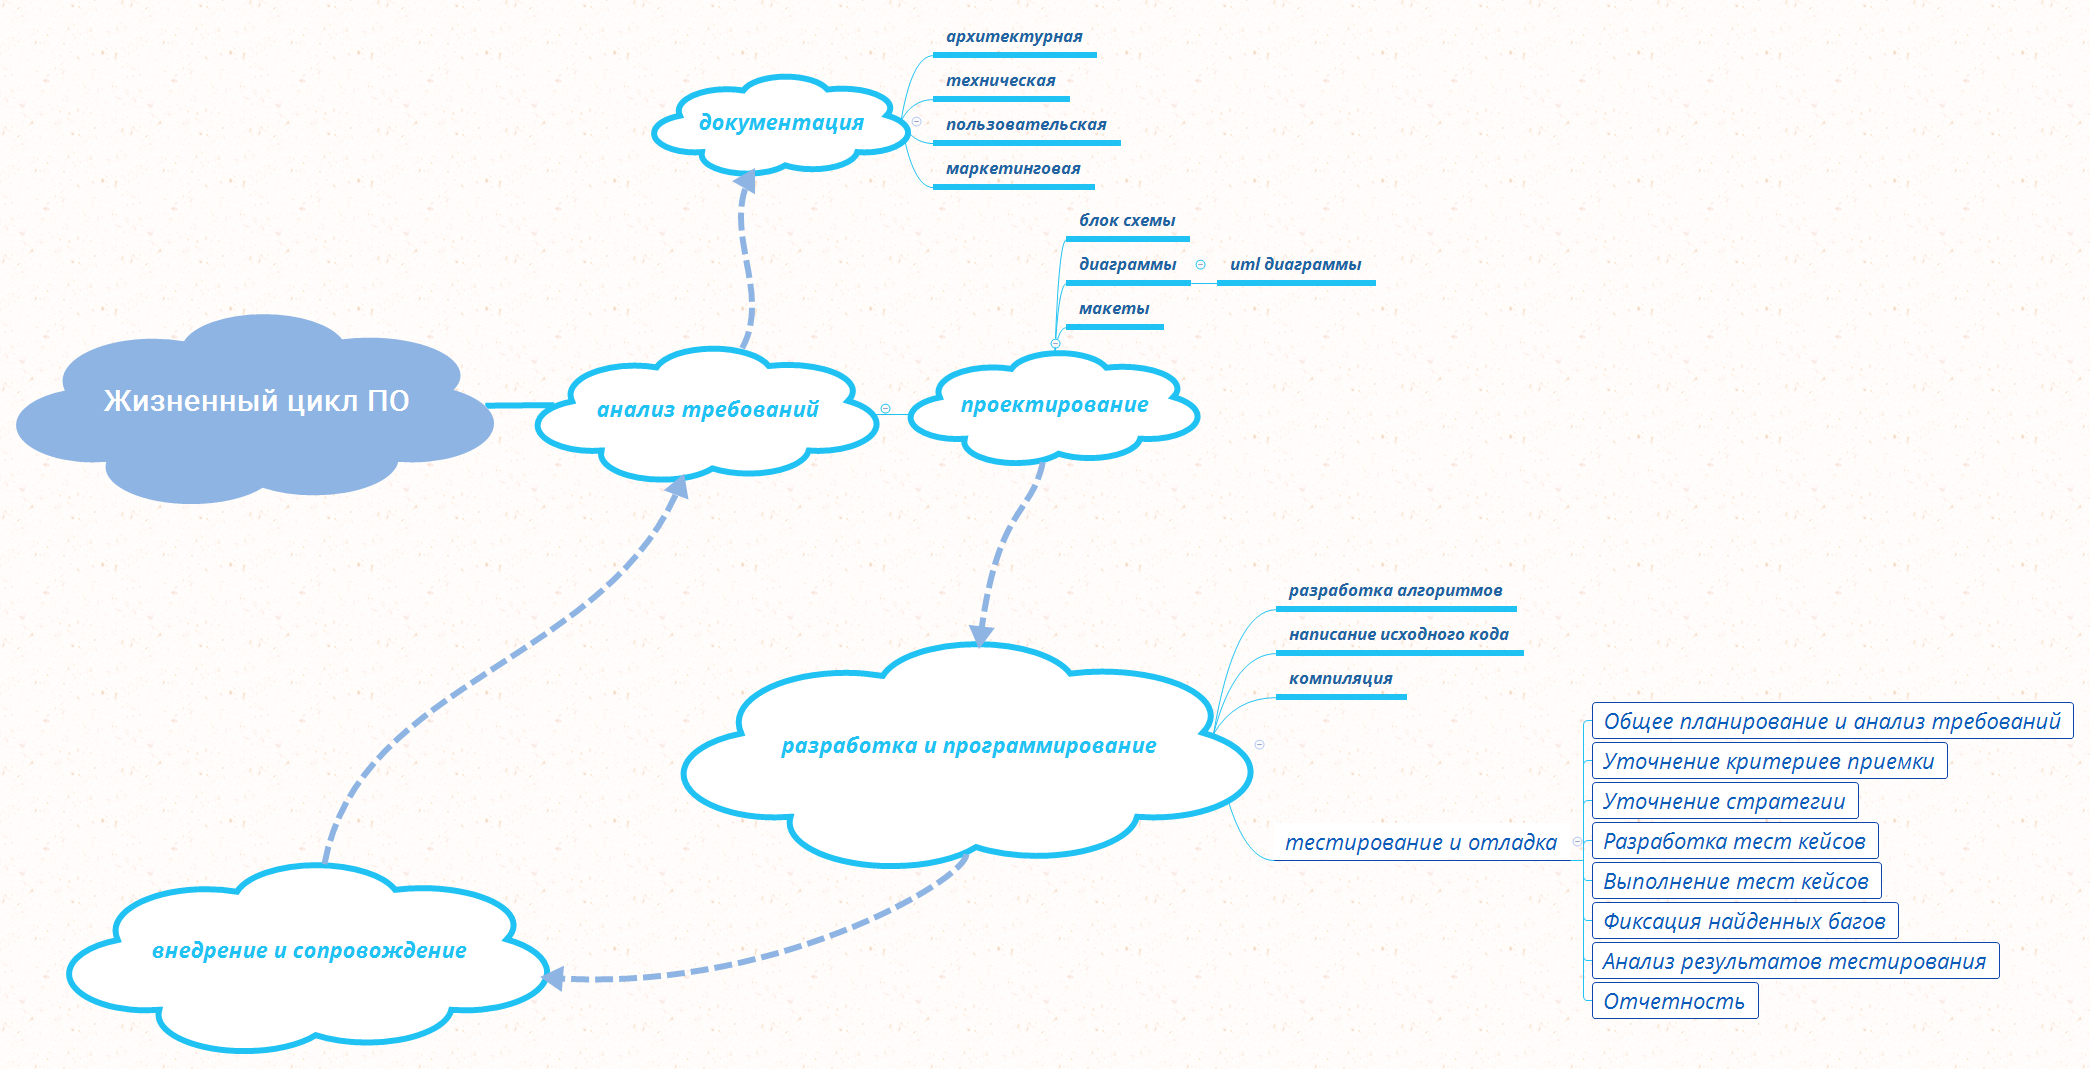 архитектурная
техническая
документация
пользовательская
маркетинговая
блок схемы
диаграммы
uml диаграммы
макеты
Жизненный цикл ПО
анализ требований
проектирование
разработка алгоритмов
написание исходного кода
компиляция
разработка и программирование
тестирование и отладка
Общее планирование и анализ требований
Уточнение критериев приемки
Уточнение стратегии
Разработка тест кейсов
Выполнение тест кейсов
Фиксация найденных багов
Анализ результатов тестирования
Отчетность
внедрение и сопровождение